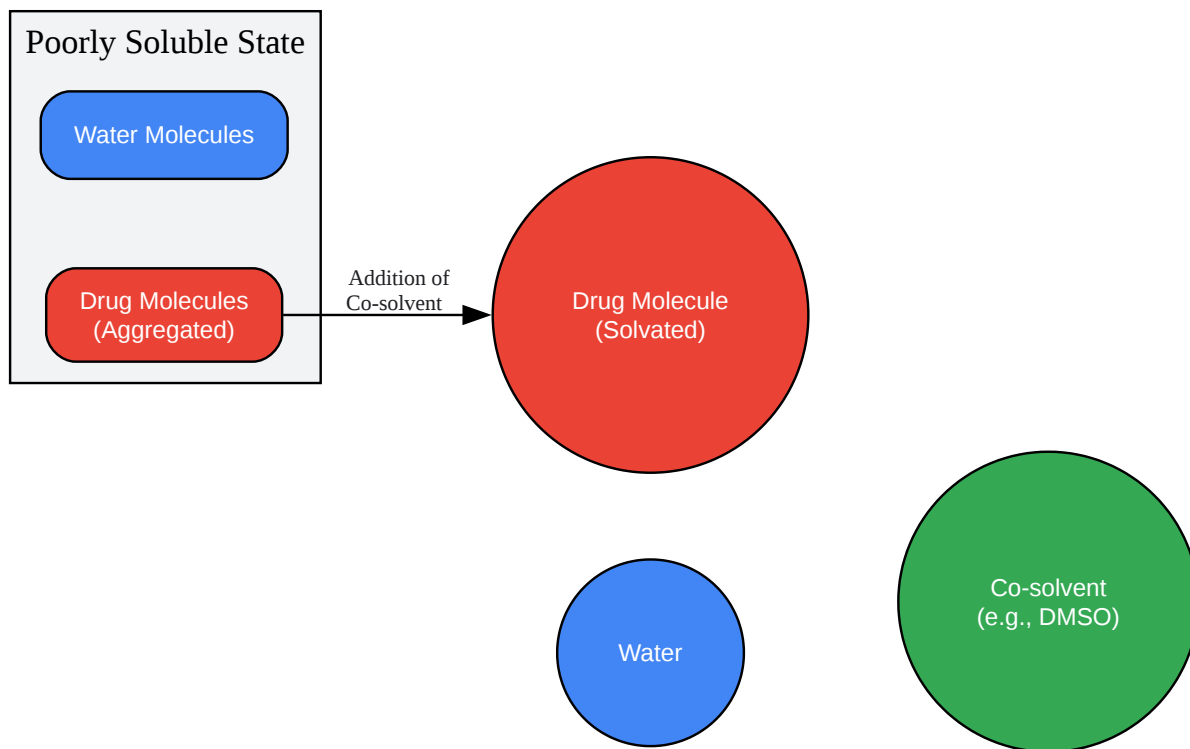 Poorly Soluble State
Water Molecules
Drug Molecules
(Aggregated)
Addition of
Co-solvent
Drug Molecule
(Solvated)
Water
Co-solvent
(e.g., DMSO)